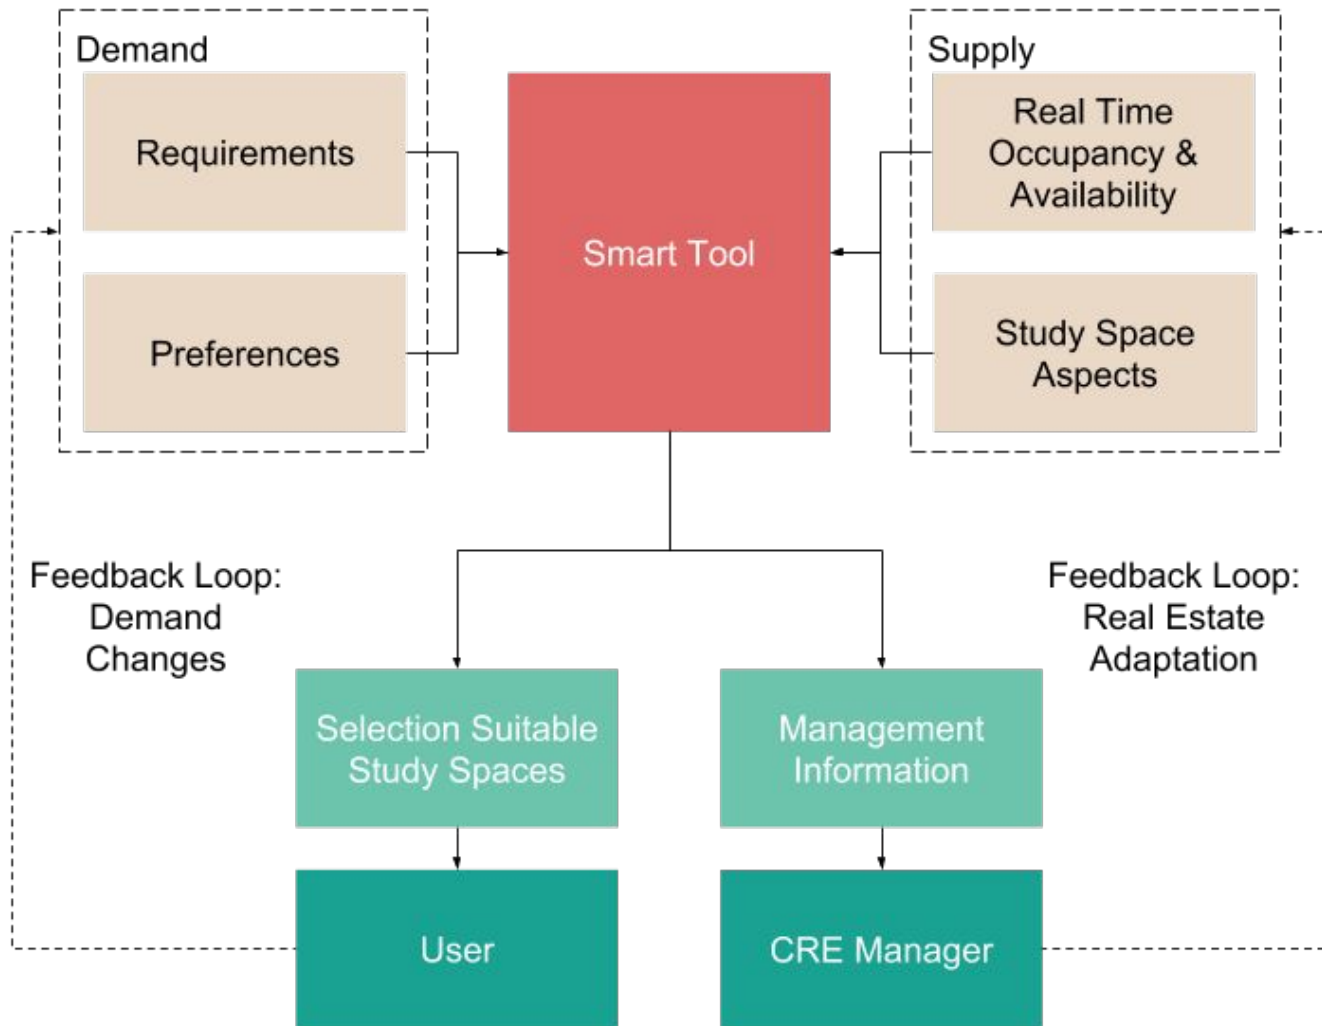 Demand
Requirements
Preferences
Smart Tool
Supply
Real Time
Occupancy &
Availability
Study Space
Aspects
Feedback Loop:
Demand
Changes
Feedback Loop:
Real Estate
Adaptation
Selection Suitable
Study Spaces
Management
Information
User
CRE Manager